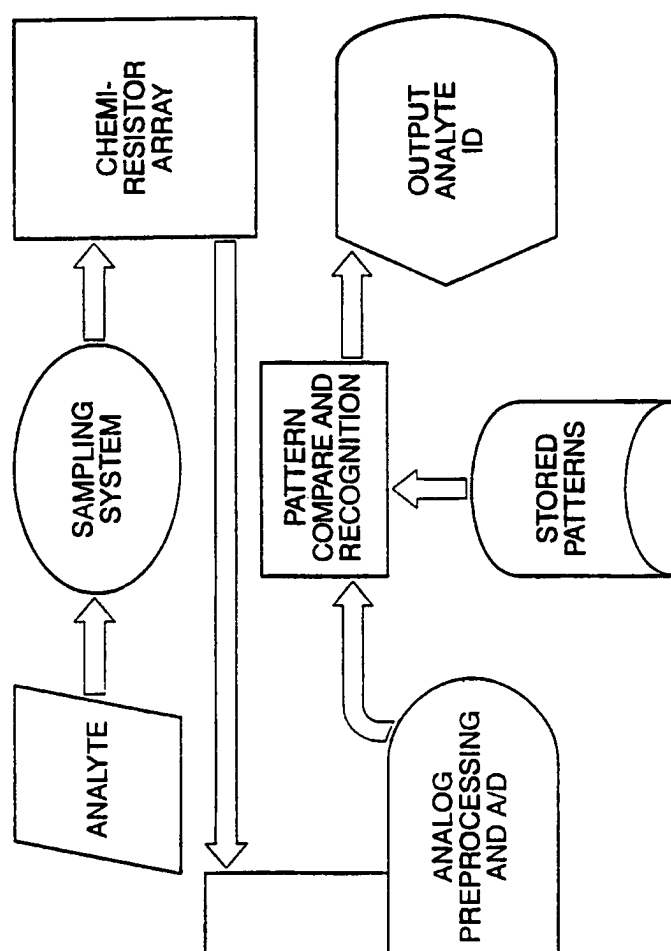 ANALYTE
SAMPLING
SYSTEM
CHEMI-
RESISTOR
ARRAY
ANALOG
PREPROCESSING
AND A/D
PATTERN
COMPARE AND
RECOGNITION
STORED
PATTERNS
OUTPUT
ANALYTE
ID